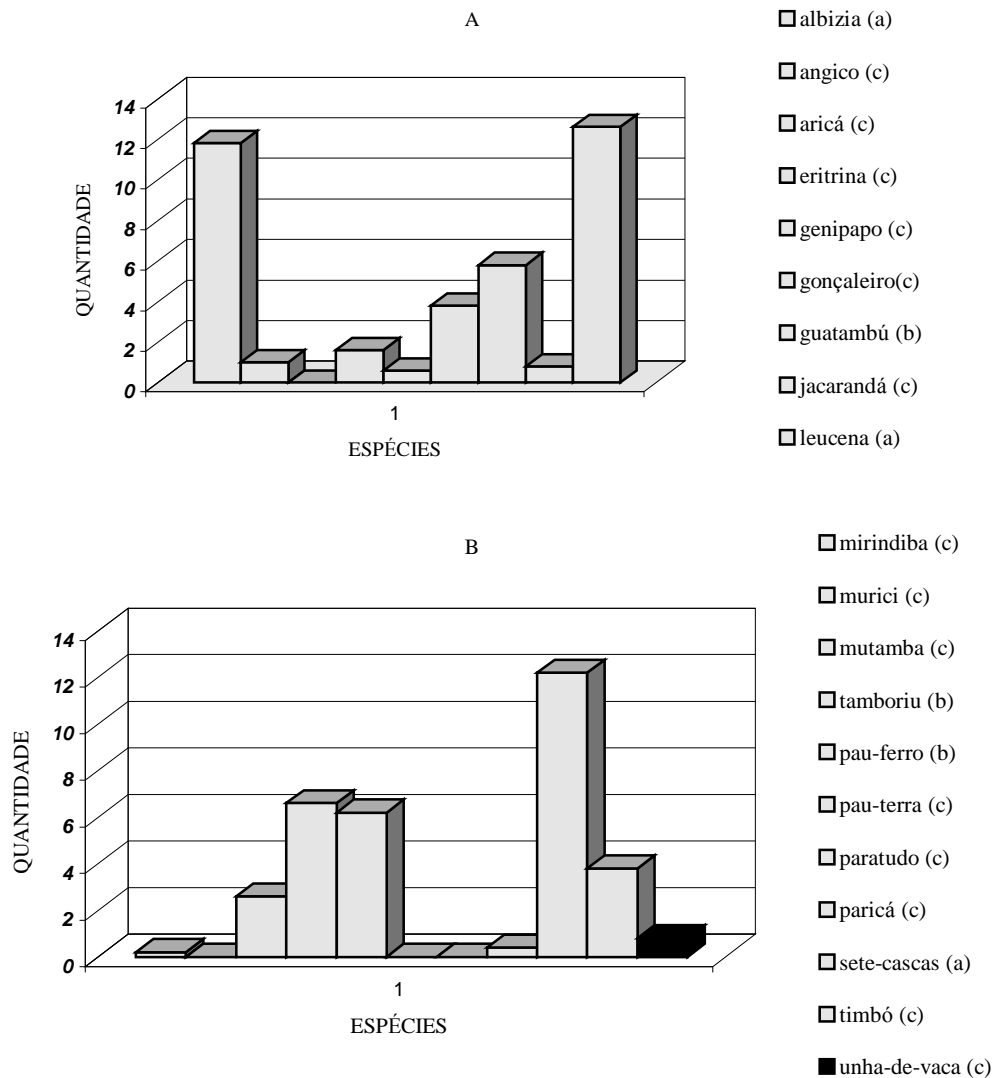 A
albizia (a)
angico (c)
aricá (c)
eritrina (c)
genipapo (c)
gonçaleiro(c)
guatambú (b)
jacarandá (c)
leucena (a)
QUANTIDADE
14
12
10
8
6
4
2
0
1
ESPÉCIES
B
mirindiba (c)
murici (c)
mutamba (c)
tamboriu (b)
pau-ferro (b)
pau-terra (c)
paratudo (c)
paricá (c)
sete-cascas (a)
timbó (c)
unha-de-vaca (c)
QUANTIDADE
14
12
10
8
6
4
2
0
1
ESPÉCIES